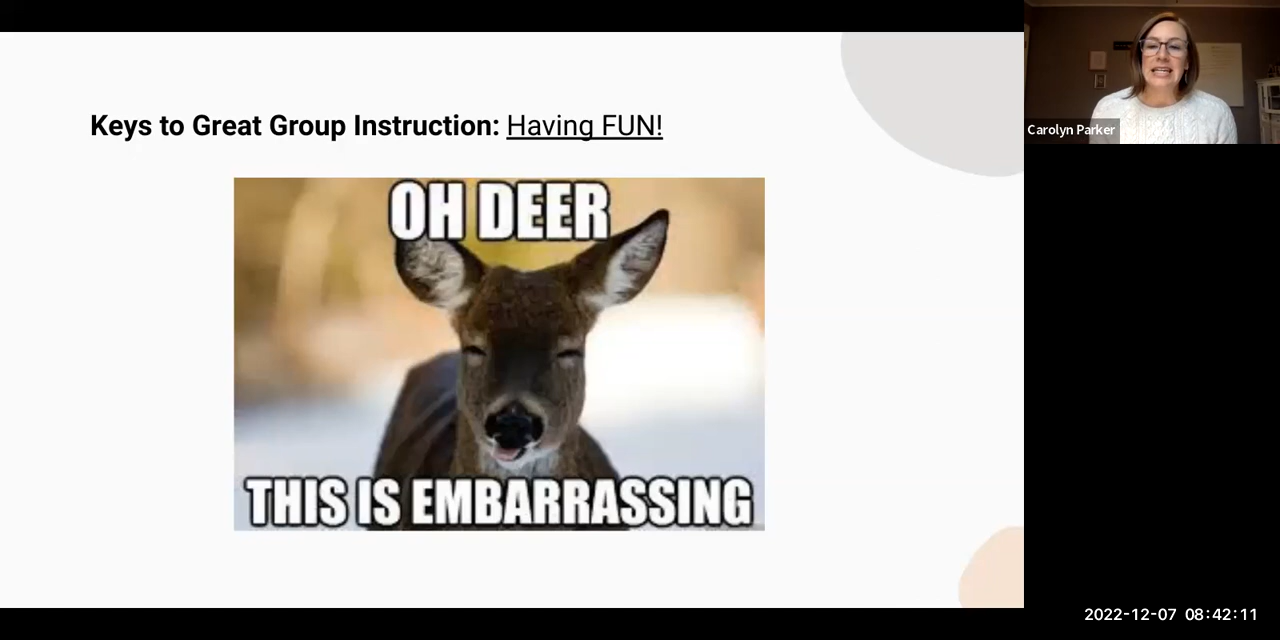 Keys to Great Group Instruction: Having FUN!
OH DEER
THIS IS EMBARRASSING
Carolyn Parker
2022-12-07 08:42:11